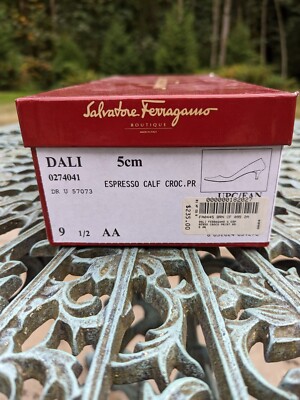 Salvatore Ferragamo
BOUTIQUE
DALI 5cm
0274041
DR U 57073
ESPRESSO CALF CROC.PR
UPC/EAN
$235.00
9 1/2 AA